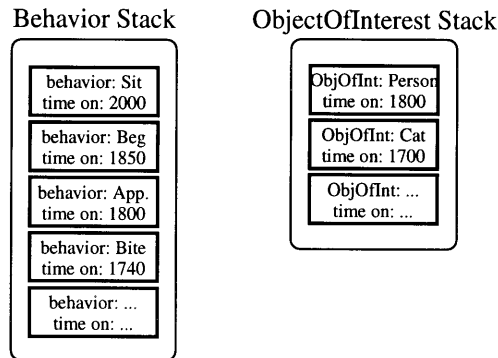 Behavior Stack
behavior: Sit
time on: 2000
behavior: Beg
time on: 1850
behavior: App.
time on: 1800
behavior: Bite
time on: 1740
behavior: ...
time on: ...
ObjectOfInterest Stack
ObjOfInt: Person
time on: 1800
ObjOfInt: Cat
time on: 1700
ObjOfInt: ...
time on: ...